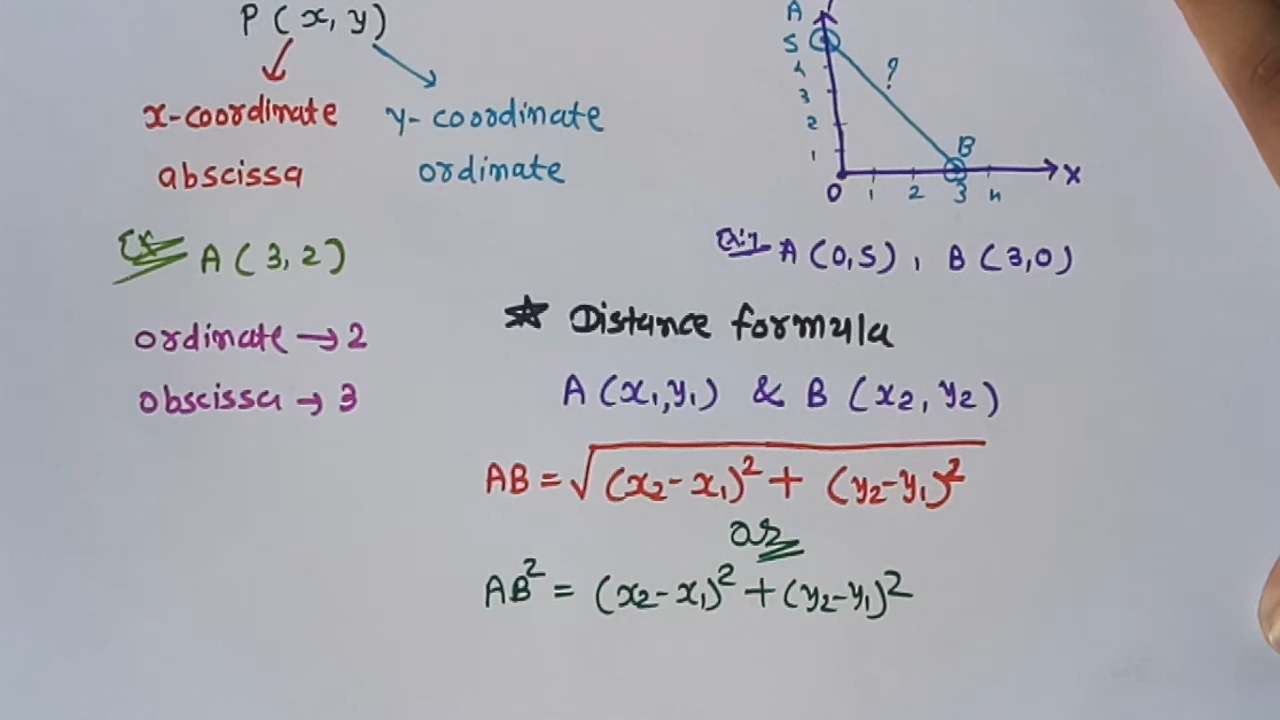 P ( x, y )
x-coordinate y-coordinate
abscissa ordinate
Ex A ( 3, 2 )
ordinate → 2
obscissa → 3
A
5
4
3
2
1
?
B
O 1 2 3 4 X
Ex:1 A (0,5) , B (3,0)
☆ Distance formula
A (x₁,y₁) & B (x₂, y₂)
AB = √(x₂-x₁)² + (y₂-y₁)²
or
AB² = (x₂-x₁)² + (y₂-y₁)²